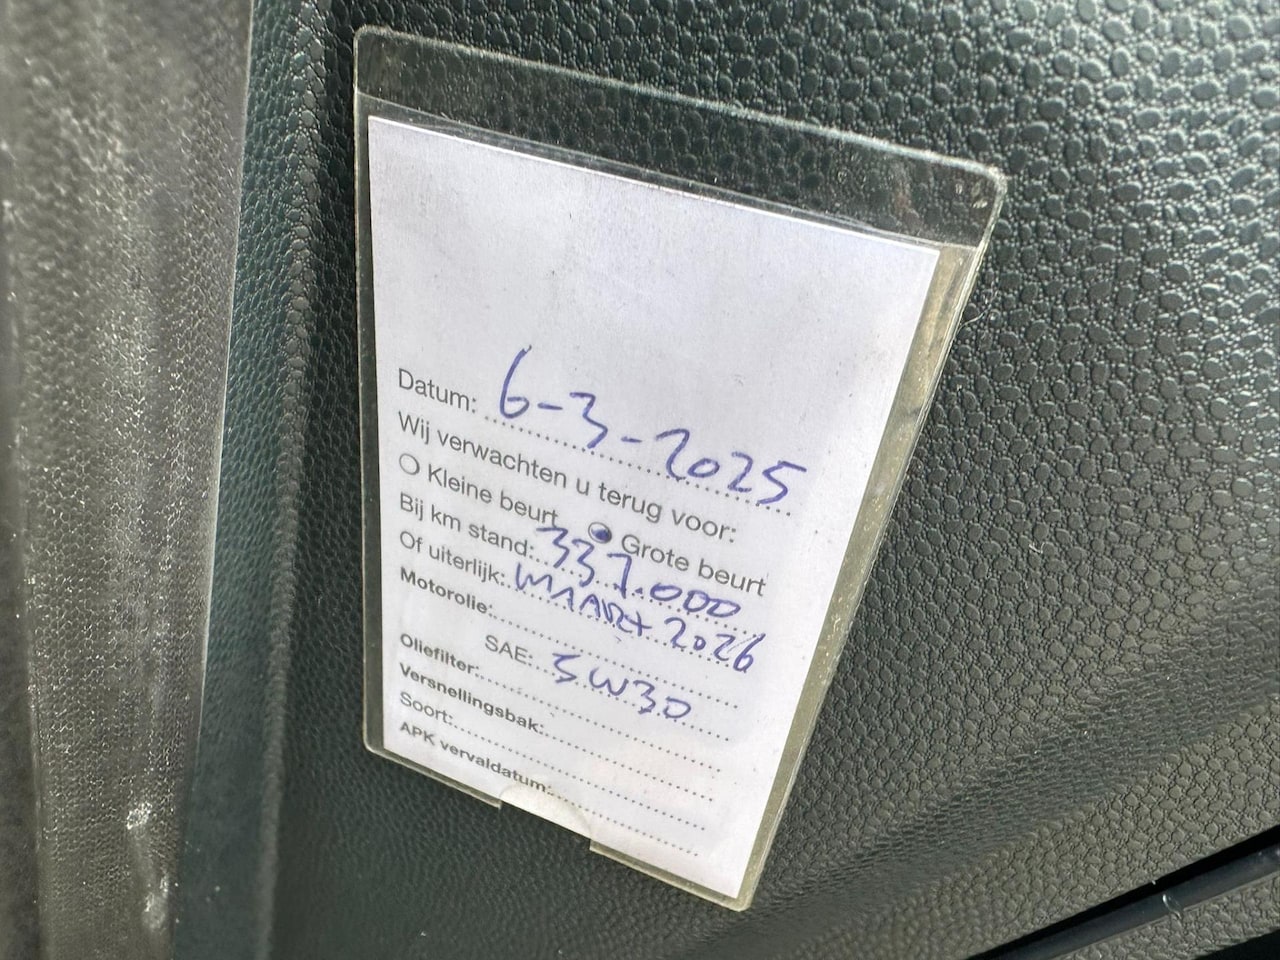 Datum: 6-3-2025
Wij verwachten u terug voor:
Kleine beurt Grote beurt
Bij km stand: 337.000
Of uiterlijk: MAART 2026
Motorolie:
SAE: 5W30
Oliefilter:
Versnellingsbak:
Soort:
APK vervaldatum: